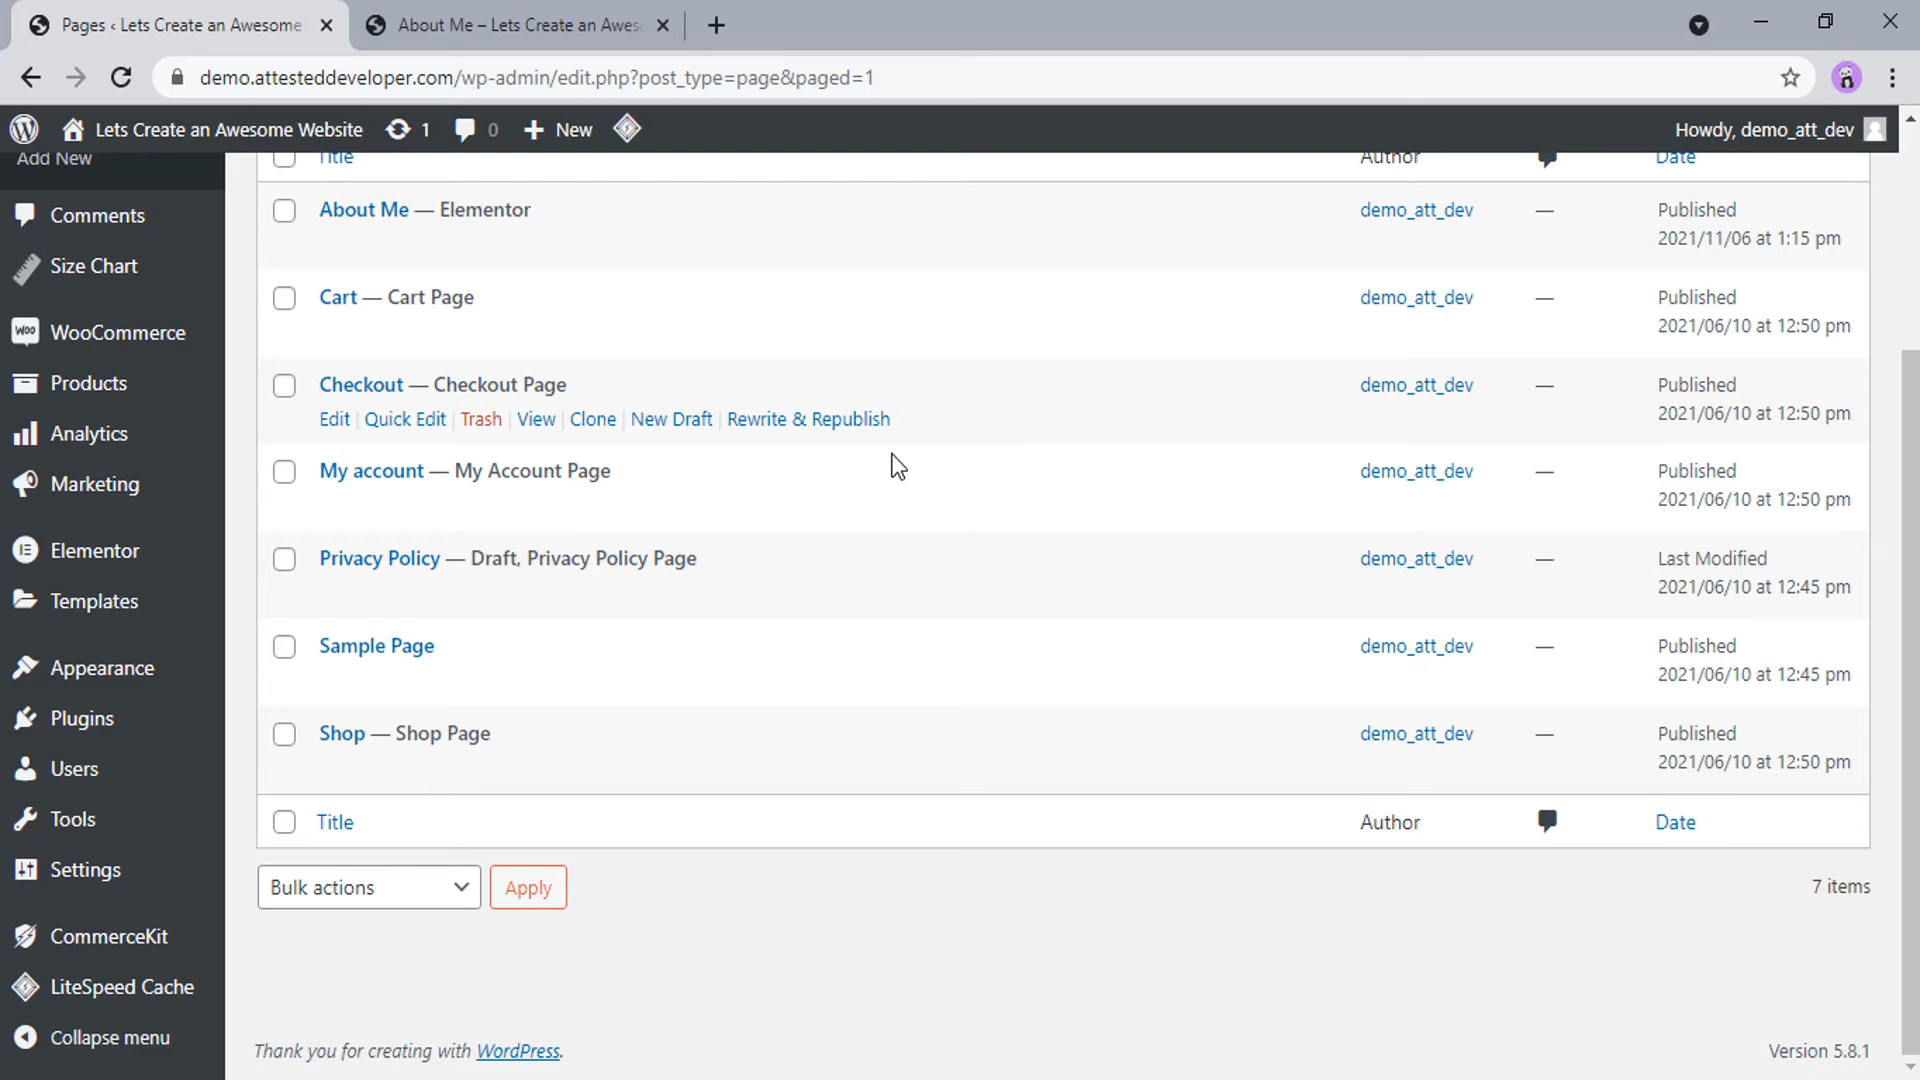 Pages ‹ Lets Create an Awesome
About Me – Lets Create an Awes
demo.attesteddeveloper.com/wp-admin/edit.php?post_type=page&paged=1
Lets Create an Awesome Website 1 0 New Howdy, demo_att_dev
Add New
Comments
Size Chart
WooCommerce
Products
Analytics
Marketing
Elementor
Templates
Appearance
Plugins
Users
Tools
Settings
CommerceKit
LiteSpeed Cache
Collapse menu
Title Author Date
About Me — Elementor demo_att_dev — Published
2021/11/06 at 1:15 pm
Cart — Cart Page demo_att_dev — Published
2021/06/10 at 12:50 pm
Checkout — Checkout Page demo_att_dev — Published
Edit | Quick Edit | Trash | View | Clone | New Draft | Rewrite & Republish 2021/06/10 at 12:50 pm
My account — My Account Page demo_att_dev — Published
2021/06/10 at 12:50 pm
Privacy Policy — Draft, Privacy Policy Page demo_att_dev — Last Modified
2021/06/10 at 12:45 pm
Sample Page demo_att_dev — Published
2021/06/10 at 12:45 pm
Shop — Shop Page demo_att_dev — Published
2021/06/10 at 12:50 pm
Title Author Date
Bulk actions Apply 7 items
Thank you for creating with WordPress. Version 5.8.1